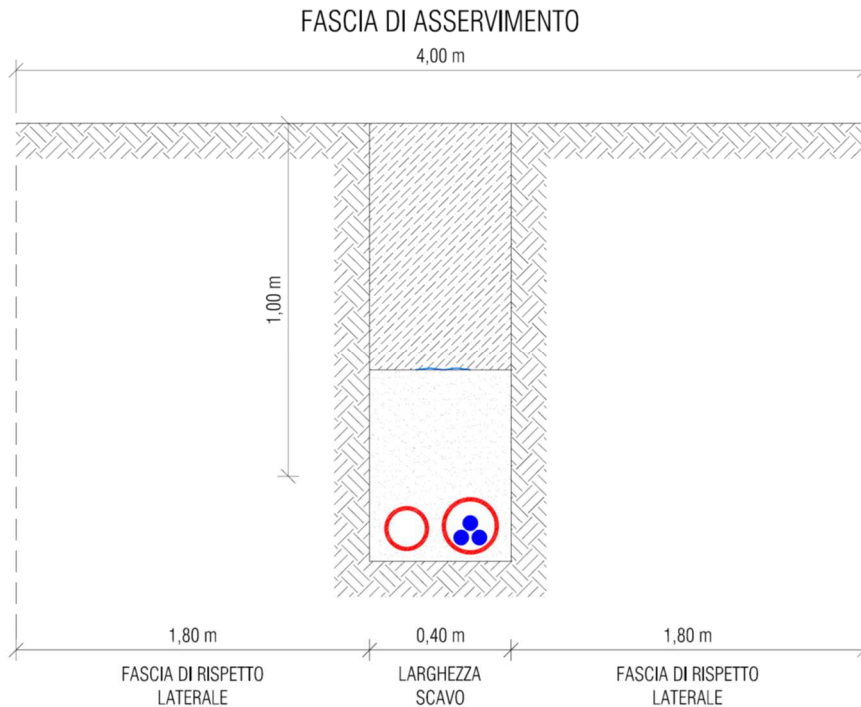 FASCIA DI ASSERVIMENTO
4,00 m
1,00 m
1,80 m
0,40 m
1,80 m
FASCIA DI RISPETTO
LATERALE
LARGHEZZA
SCAVO
FASCIA DI RISPETTO
LATERALE